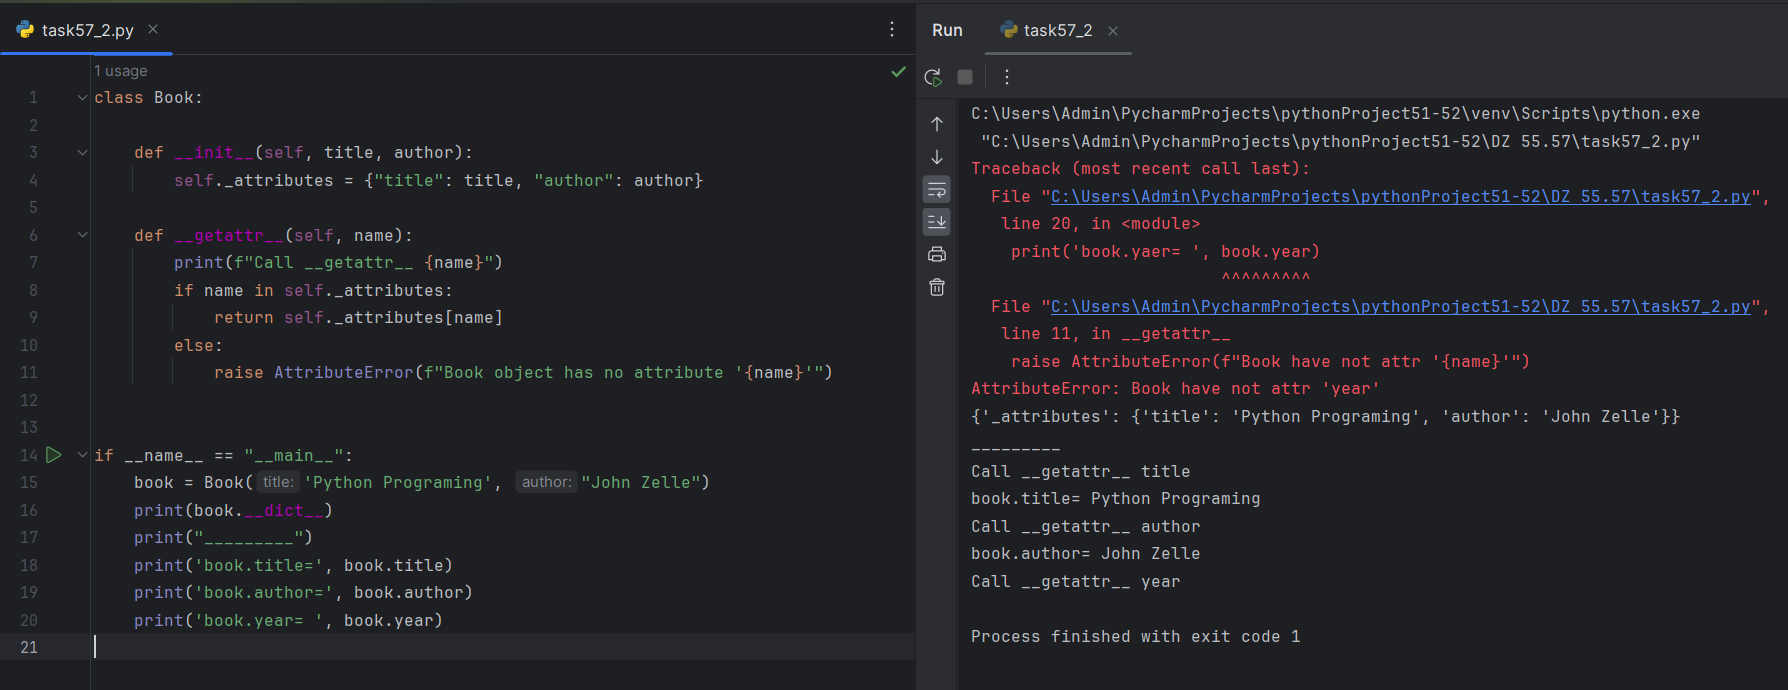 task57_2.py
1 usage
1 class Book:
2
3 def __init__(self, title, author):
4 self._attributes = {"title": title, "author": author}
5
6 def __getattr__(self, name):
7 print(f"Call __getattr__ {name}")
8 if name in self._attributes:
9 return self._attributes[name]
10 else:
11 raise AttributeError(f"Book object has no attribute '{name}'")
12
13
14 if __name__ == "__main__":
15 book = Book(title: 'Python Programing', author: "John Zelle")
16 print(book.__dict__)
17 print("_________")
18 print('book.title=', book.title)
19 print('book.author=', book.author)
20 print('book.year= ', book.year)
21
Run task57_2
C:\Users\Admin\PycharmProjects\pythonProject51-52\venv\Scripts\python.exe
"C:\Users\Admin\PycharmProjects\pythonProject51-52\DZ 55.57\task57_2.py"
Traceback (most recent call last):
File "C:\Users\Admin\PycharmProjects\pythonProject51-52\DZ 55.57\task57_2.py",
line 20, in <module>
print('book.yaer= ', book.year)
^^^^^^^^^
File "C:\Users\Admin\PycharmProjects\pythonProject51-52\DZ 55.57\task57_2.py",
line 11, in __getattr__
raise AttributeError(f"Book have not attr '{name}'")
AttributeError: Book have not attr 'year'
{'_attributes': {'title': 'Python Programing', 'author': 'John Zelle'}}
_________
Call __getattr__ title
book.title= Python Programing
Call __getattr__ author
book.author= John Zelle
Call __getattr__ year
Process finished with exit code 1